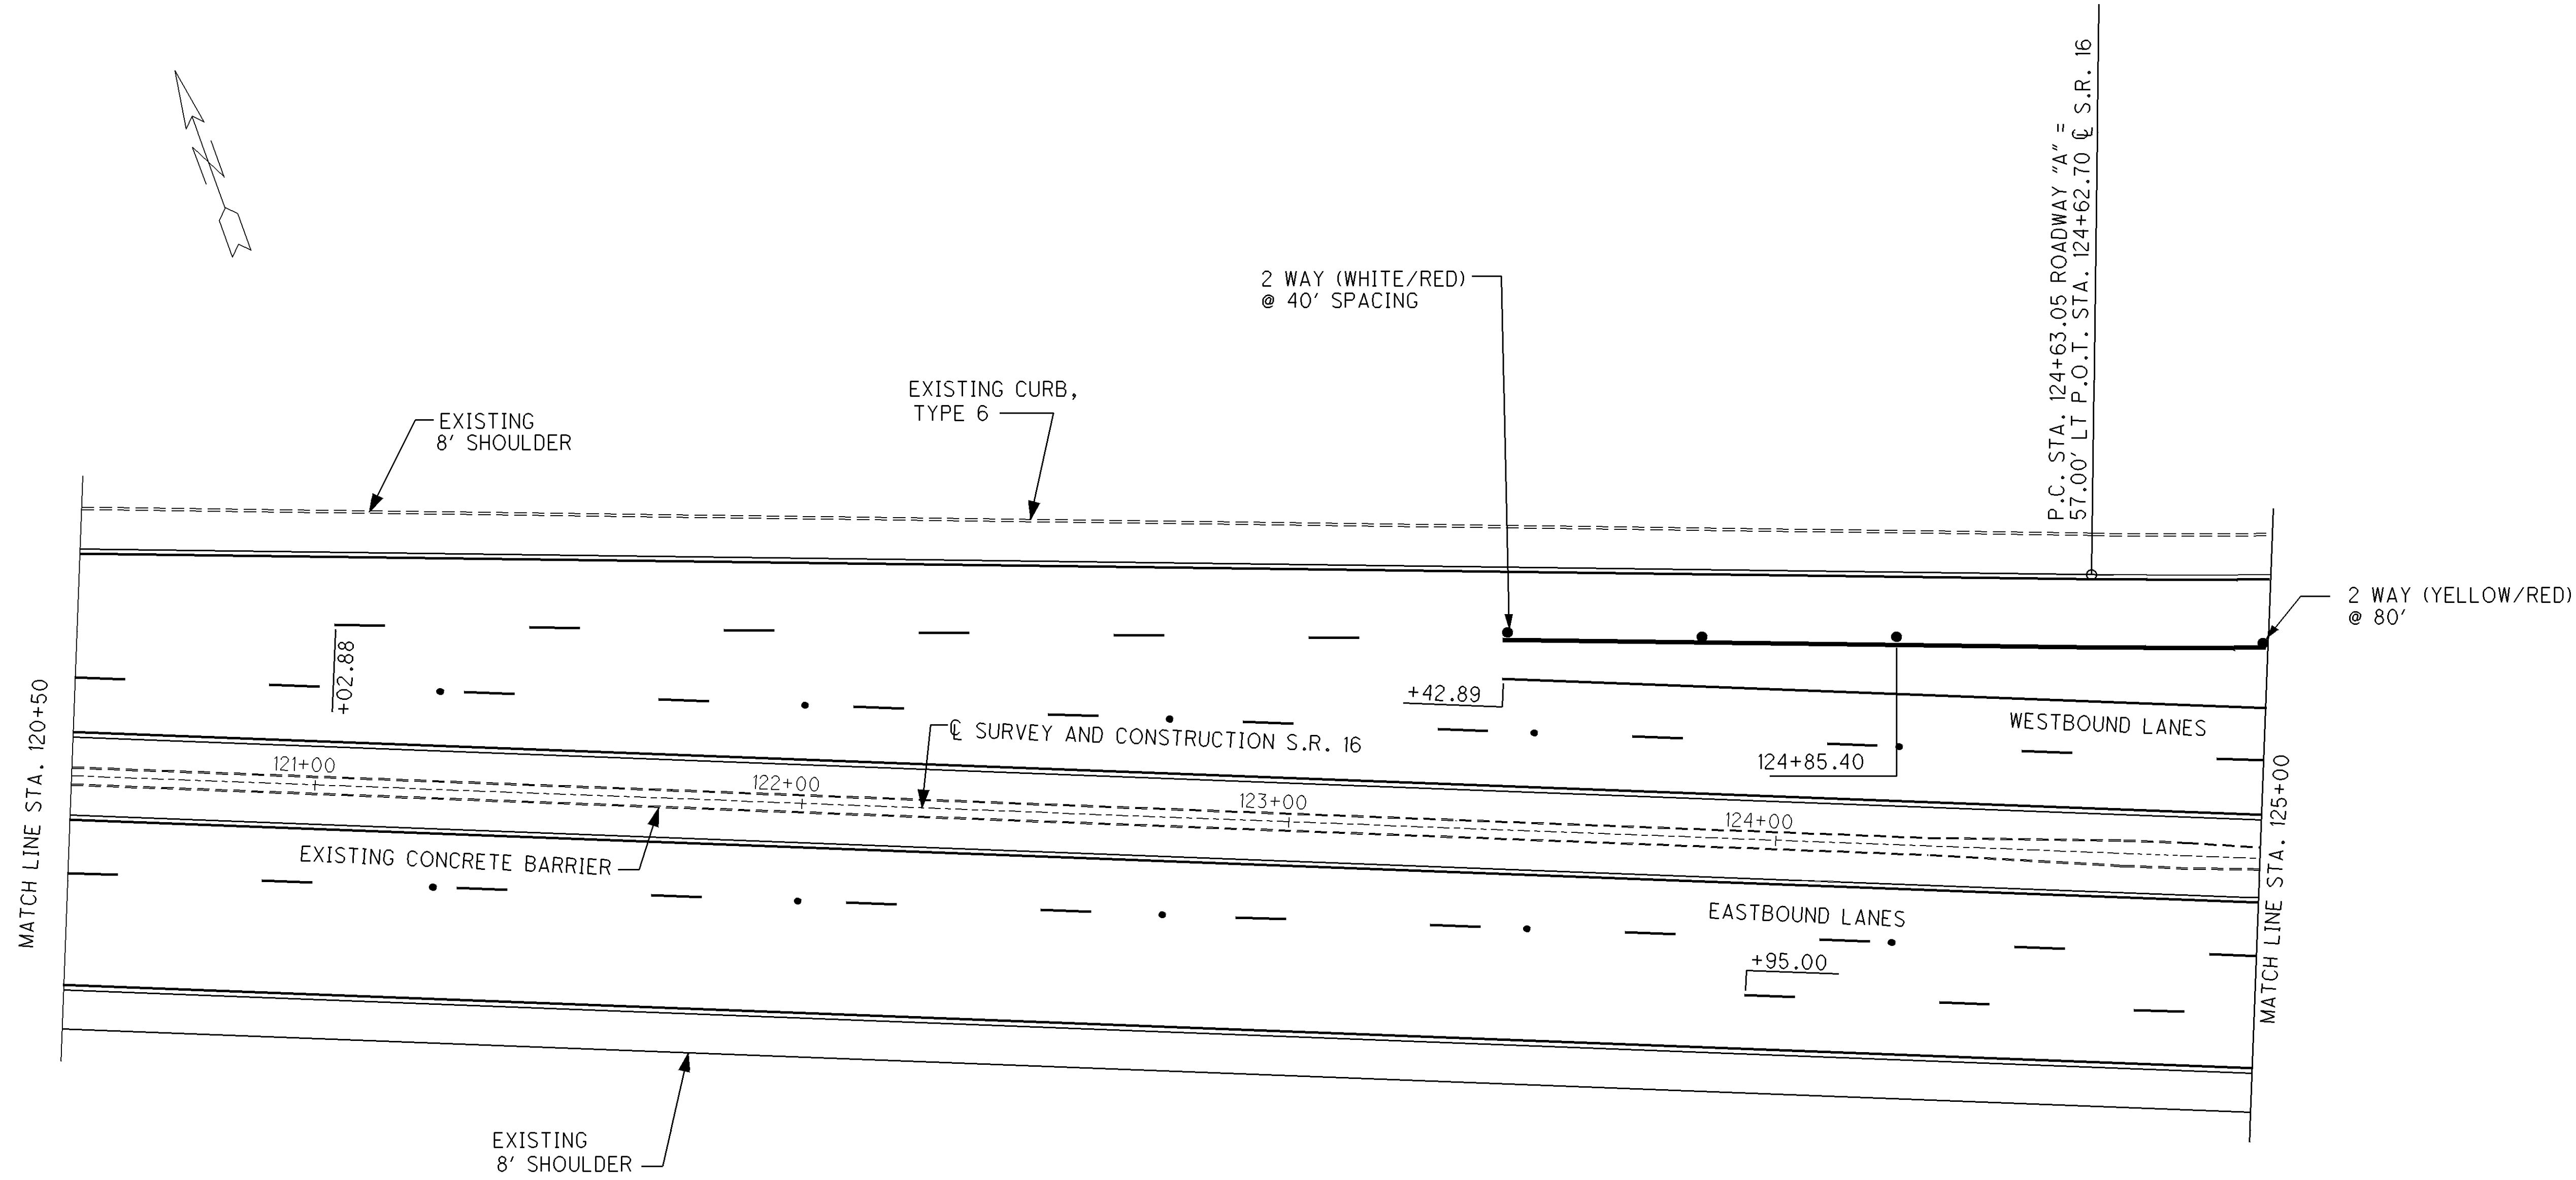 P.C. STA. 124+63.05 ROADWAY "A" =
57.00' LT P.O.T. STA. 124+62.70 ℄ S.R. 16
2 WAY (WHITE/RED)
@ 40' SPACING
EXISTING CURB,
TYPE 6
EXISTING
8' SHOULDER
2 WAY (YELLOW/RED)
@ 80'
+02.88
+42.89
WESTBOUND LANES
℄ SURVEY AND CONSTRUCTION S.R. 16
124+85.40
MATCH LINE STA. 120+50
121+00
122+00
123+00
124+00
MATCH LINE STA. 125+00
EXISTING CONCRETE BARRIER
EASTBOUND LANES
+95.00
EXISTING
8' SHOULDER
N